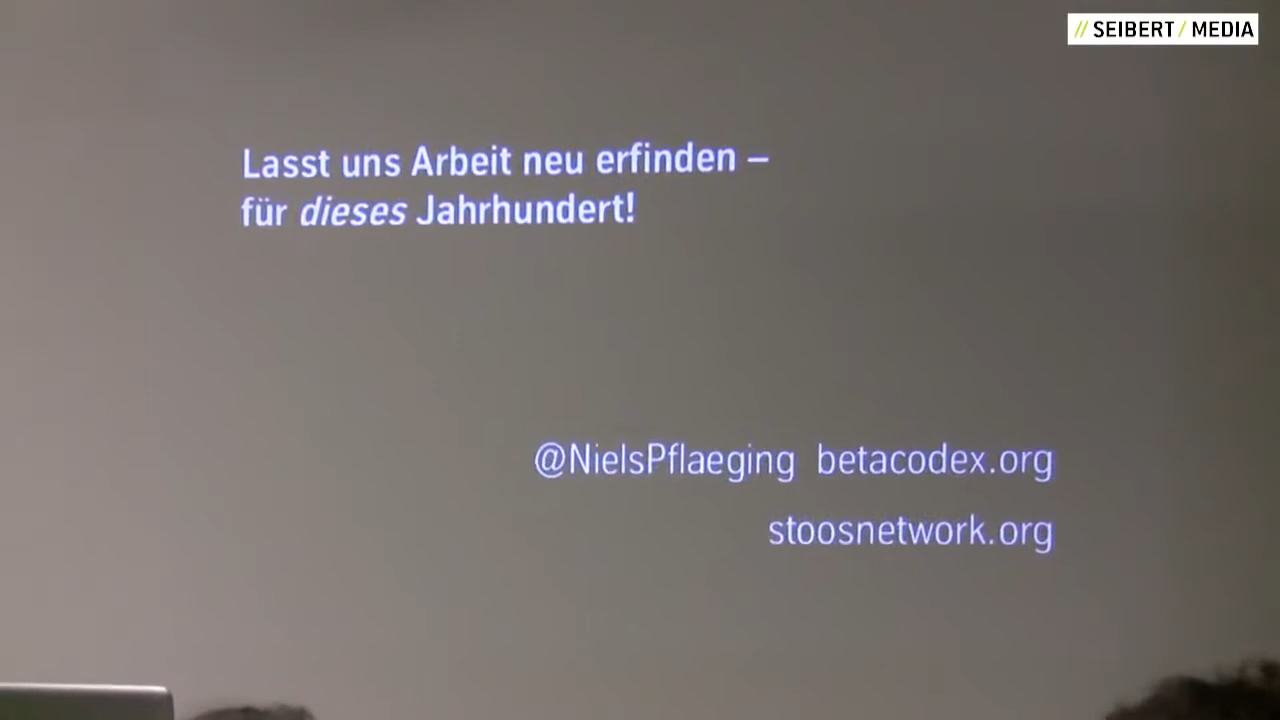 // SEIBERT / MEDIA
Lasst uns Arbeit neu erfinden –
für dieses Jahrhundert!
@NielsPflaeging betacodex.org
stoosnetwork.org